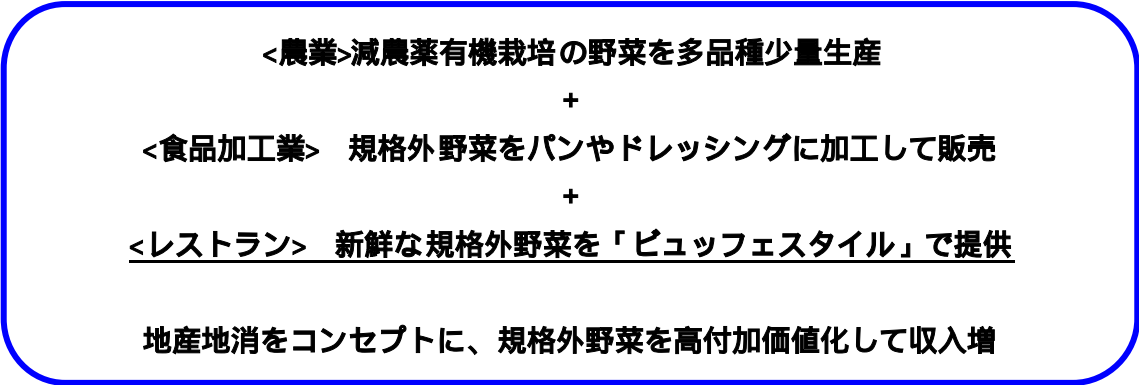 <農業>減農薬有機栽培の野菜を多品種少量生産
+
<食品加工業>　規格外野菜をパンやドレッシングに加工して販売
+
<レストラン>　新鮮な規格外野菜を「ビュッフェスタイル」で提供
地産地消をコンセプトに、規格外野菜を高付加価値化して収入増